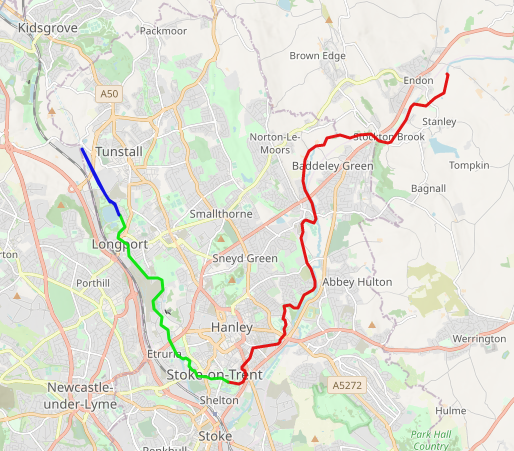 Kidsgrove
Packmoor
Brown Edge
Endon
A50
Stanley
Stockton Brook
Norton-Le-
Moors
Tunstall
Baddeley Green
Tompkin
Bagnall
Smallthorne
Longport
Sneyd Green
rton
Porthill
Abbey Hulton
Hanley
Werrington
Etruria
Stoke-on-Trent
A5272
Newcastle-
under-Lyme
Shelton
Hulme
Stoke
Park Hall
Country
Penkhull